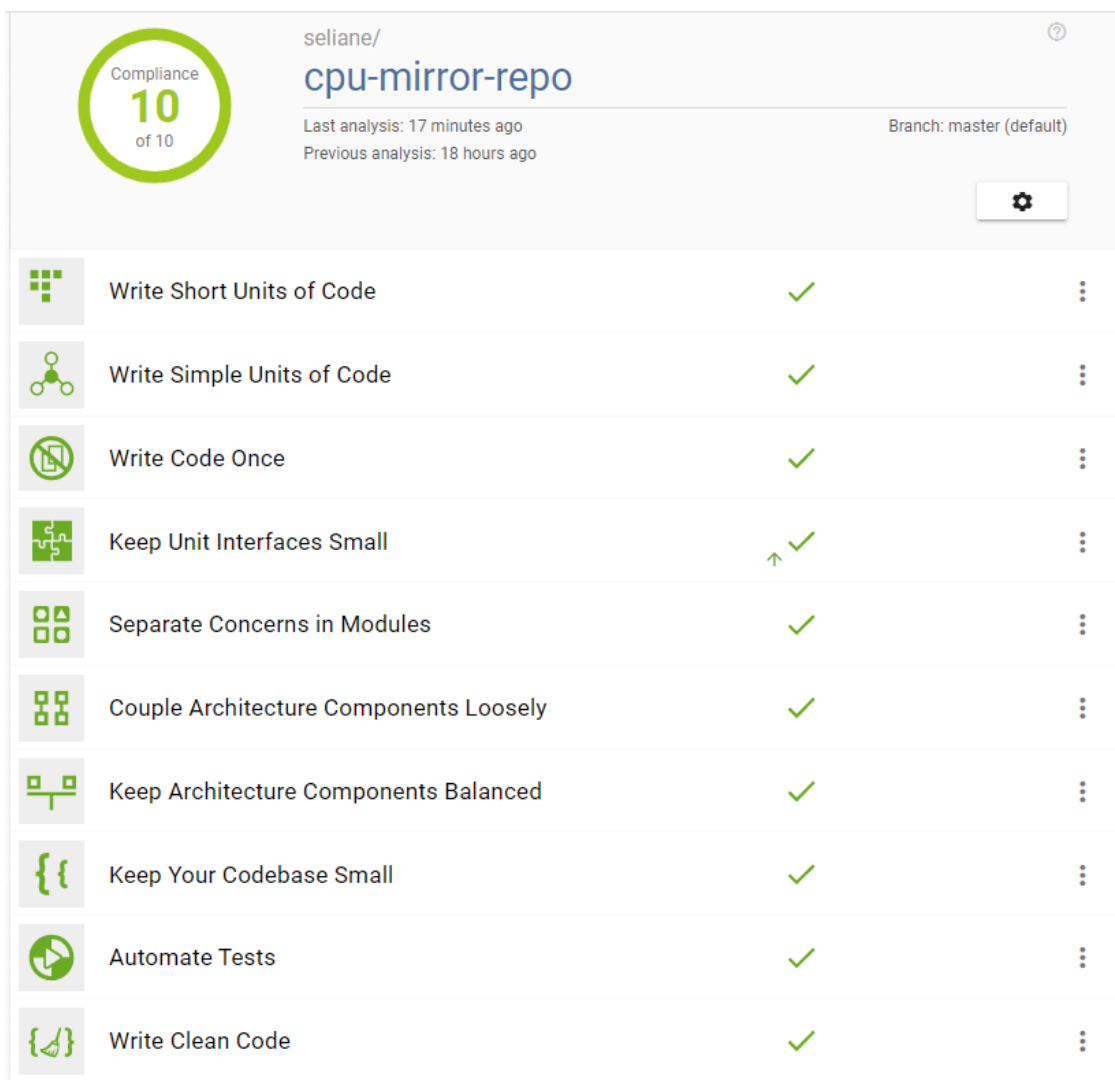 Compliance
10
of 10
seliane/
cpu-mirror-repo
Last analysis: 17 minutes ago
Branch: master (default)
Previous analysis: 18 hours ago
Write Short Units of Code
Write Simple Units of Code
Write Code Once
Keep Unit Interfaces Small
Separate Concerns in Modules
Couple Architecture Components Loosely
Keep Architecture Components Balanced
Keep Your Codebase Small
Automate Tests
Write Clean Code